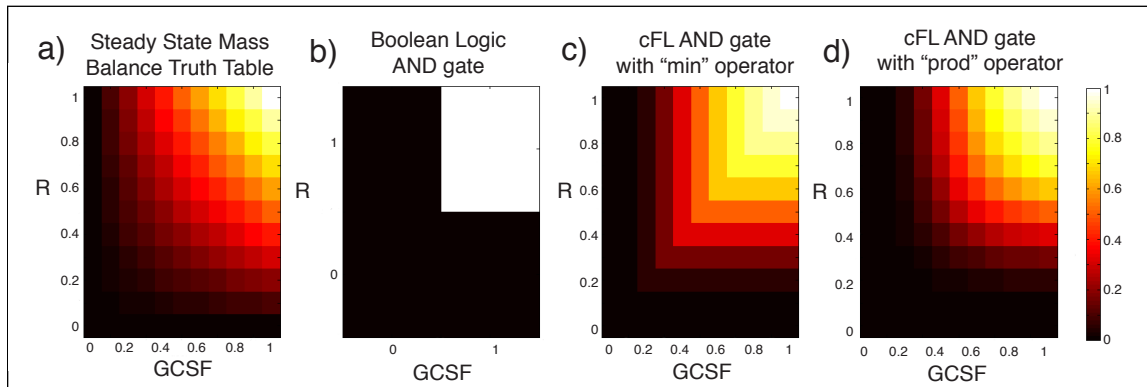 a) Steady State Mass
Balance Truth Table
b) Boolean Logic
AND gate
c) cFL AND gate
with “min” operator
d) cFL AND gate
with “prod” operator
R
1
0.8
0.6
0.4
0.2
0
0 0.2 0.4 0.6 0.8 1
GCSF
R
1
0
0 1
GCSF
R
1
0.8
0.6
0.4
0.2
0
0 0.2 0.4 0.6 0.8 1
GCSF
R
1
0.8
0.6
0.4
0.2
0
0 0.2 0.4 0.6 0.8 1
GCSF
1
0.8
0.6
0.4
0.2
0